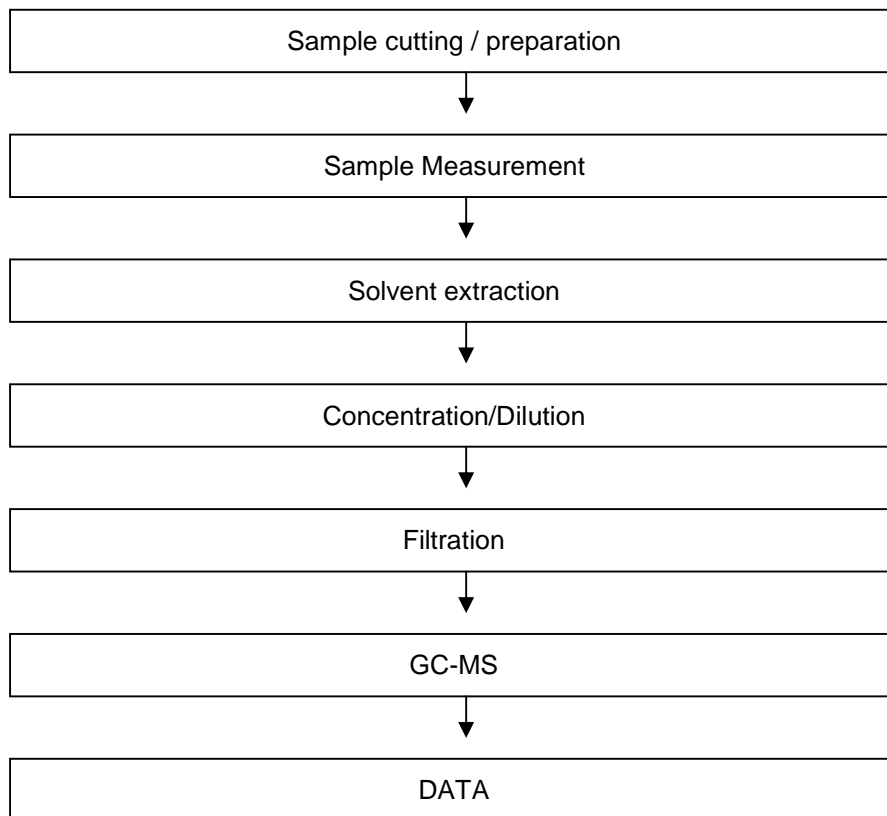 Sample cutting / preparation
Sample Measurement
Solvent extraction
Concentration/Dilution
Filtration
GC-MS
DATA